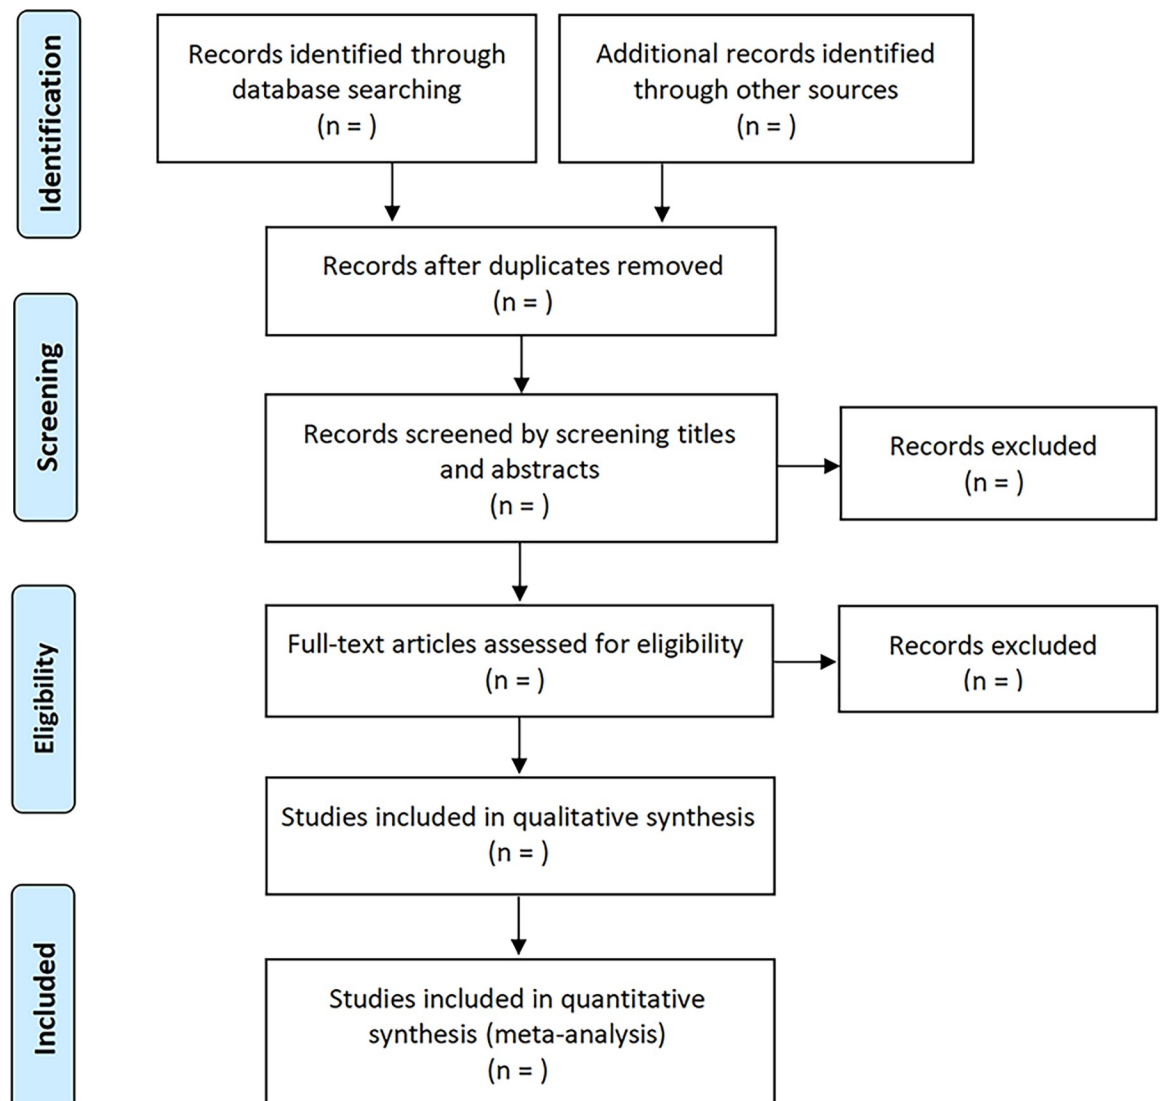 Identification
Records identified through
database searching
(n = )
Additional records identified
through other sources
(n = )
Records after duplicates removed
(n = )
Screening
Records screened by screening titles
and abstracts
(n = )
Records excluded
(n = )
Eligibility
Full-text articles assessed for eligibility
(n = )
Records excluded
(n = )
Studies included in qualitative synthesis
(n = )
Included
Studies included in quantitative
synthesis (meta-analysis)
(n = )